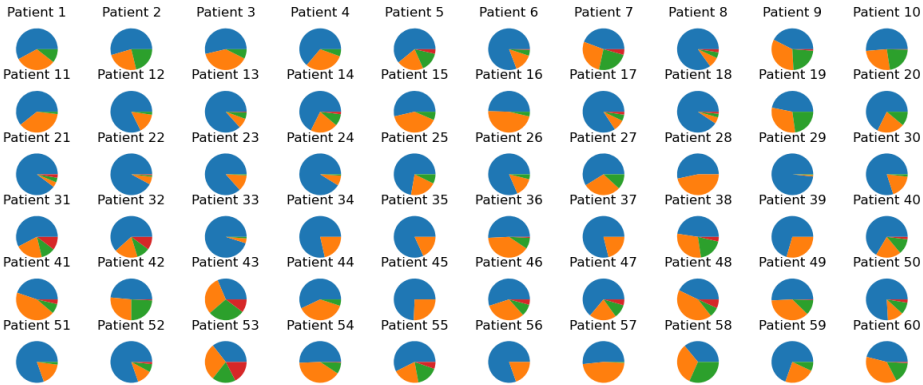 Patient 1 Patient 2 Patient 3 Patient 4 Patient 5 Patient 6 Patient 7 Patient 8 Patient 9 Patient 10
Patient 11 Patient 12 Patient 13 Patient 14 Patient 15 Patient 16 Patient 17 Patient 18 Patient 19 Patient 20
Patient 21 Patient 22 Patient 23 Patient 24 Patient 25 Patient 26 Patient 27 Patient 28 Patient 29 Patient 30
Patient 31 Patient 32 Patient 33 Patient 34 Patient 35 Patient 36 Patient 37 Patient 38 Patient 39 Patient 40
Patient 41 Patient 42 Patient 43 Patient 44 Patient 45 Patient 46 Patient 47 Patient 48 Patient 49 Patient 50
Patient 51 Patient 52 Patient 53 Patient 54 Patient 55 Patient 56 Patient 57 Patient 58 Patient 59 Patient 60